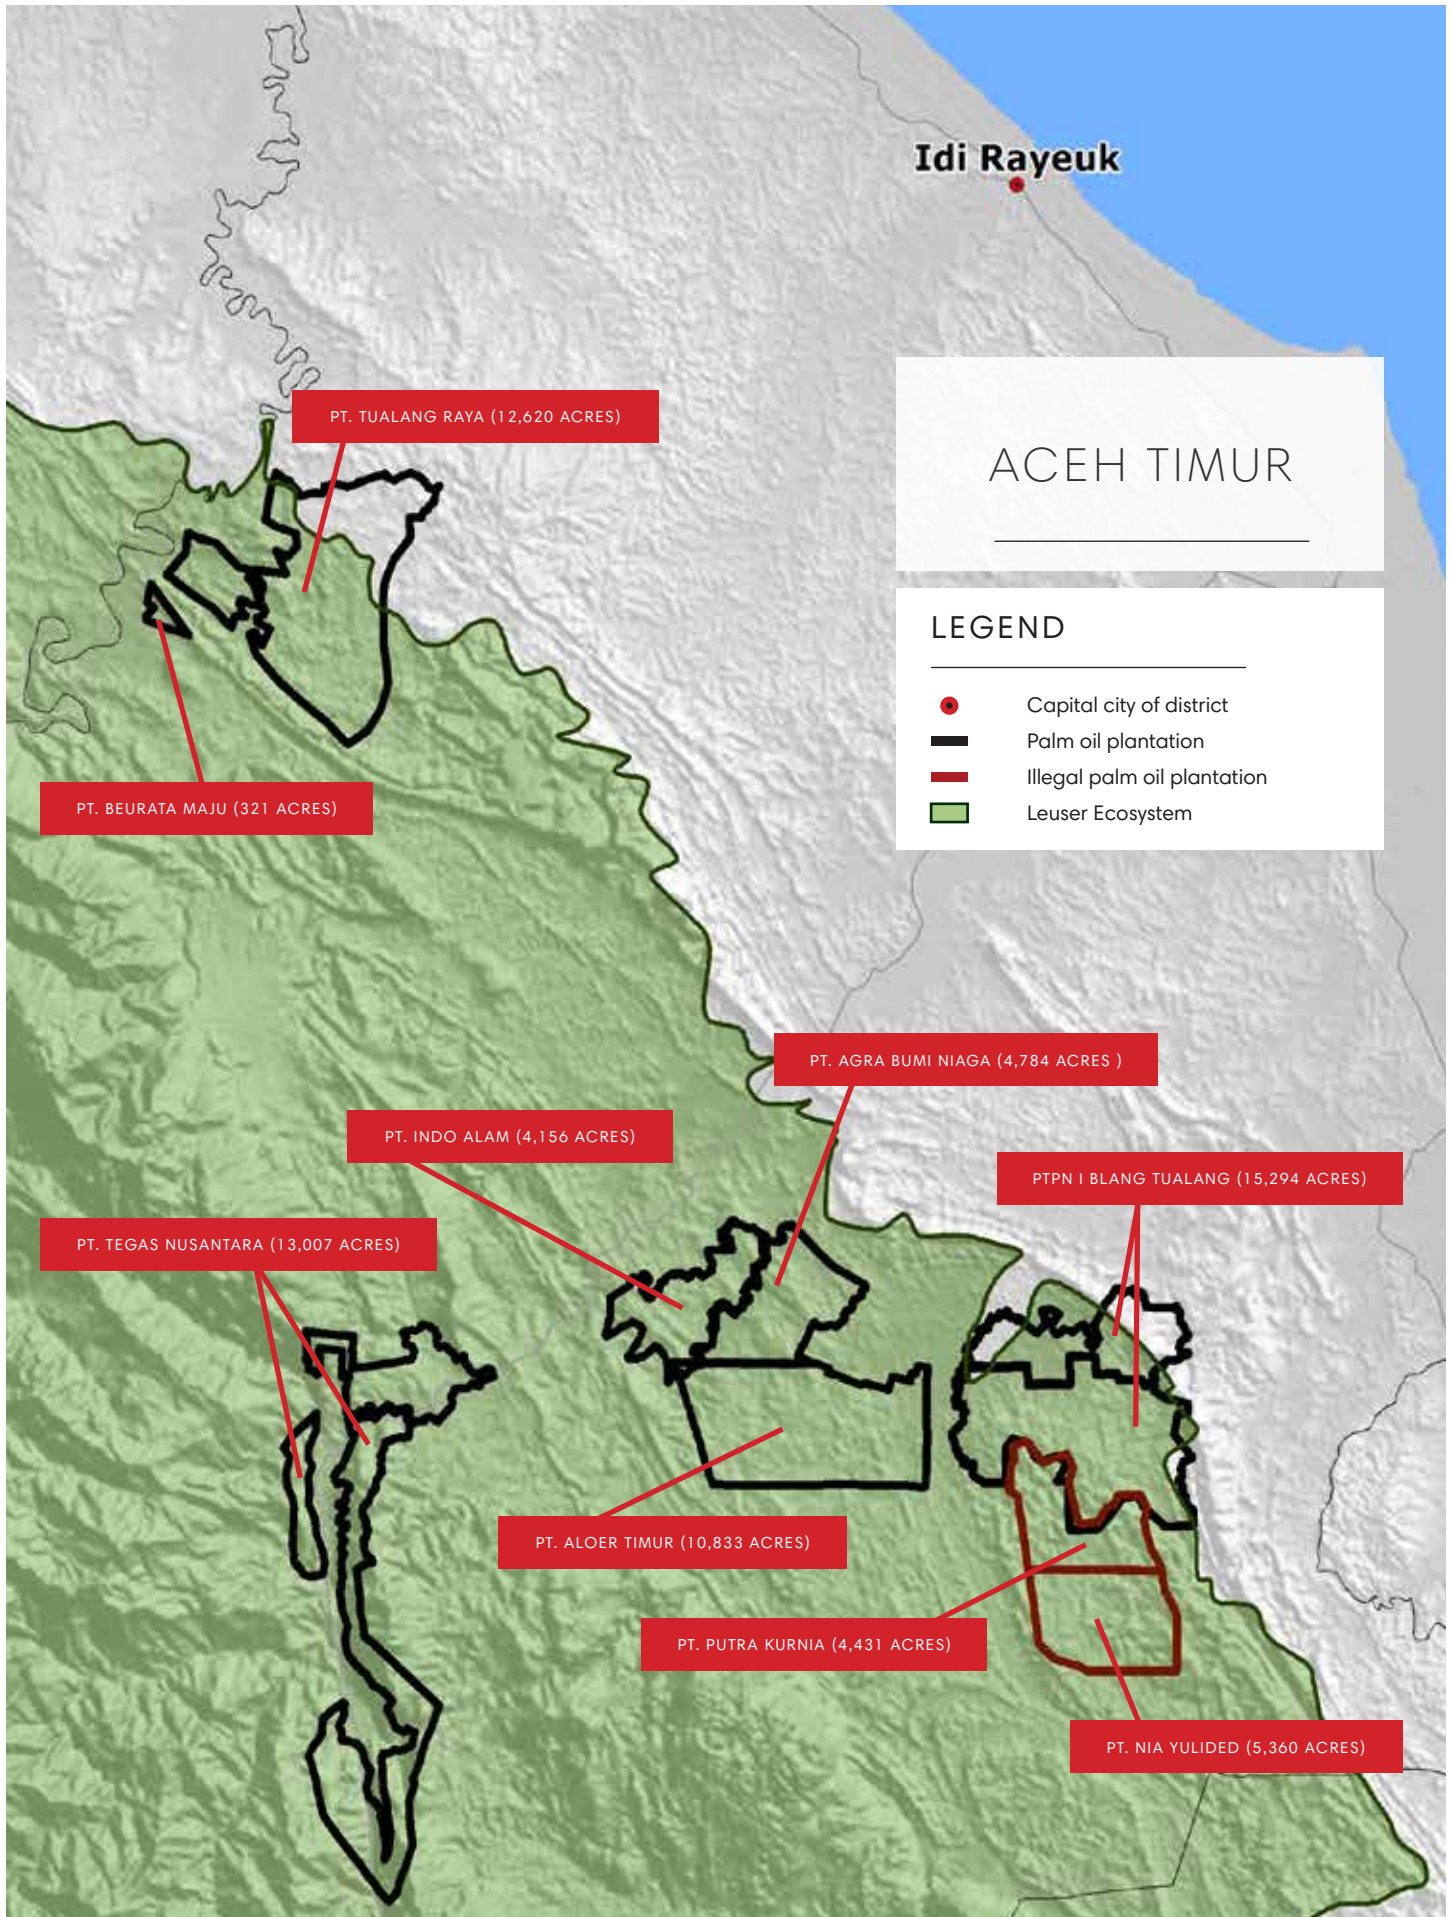 Idi Rayeuk
PT. TUALANG RAYA (12,620 ACRES)
ACEH TIMUR
LEGEND
Capital city of district
Palm oil plantation
Illegal palm oil plantation
Leuser Ecosystem
PT. BEURATA MAJU (321 ACRES)
PT. AGRA BUMI NIAGA (4,784 ACRES )
PT. INDO ALAM (4,156 ACRES)
PTPN I BLANG TUALANG (15,294 ACRES)
PT. TEGAS NUSANTARA (13,007 ACRES)
PT. ALOER TIMUR (10,833 ACRES)
PT. PUTRA KURNIA (4,431 ACRES)
PT. NIA YULIDED (5,360 ACRES)